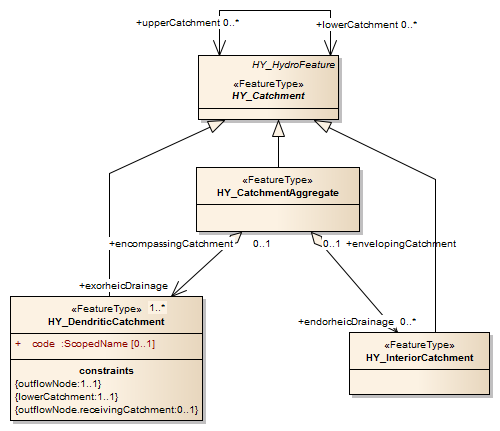 +upperCatchment 0..*
+lowerCatchment 0..*
HY_HydroFeature
«FeatureType»
HY_Catchment
«FeatureType»
HY_CatchmentAggregate
+encompassingCatchment 0..1
0..1 +envelopingCatchment
+exorheicDrainage
1..*
+endorheicDrainage 0..*
«FeatureType»
HY_DendriticCatchment
+ code :ScopedName [0..1]
constraints
{outflowNode:1..1}
{lowerCatchment:1..1}
{outflowNode.receivingCatchment:0..1}
«FeatureType»
HY_InteriorCatchment